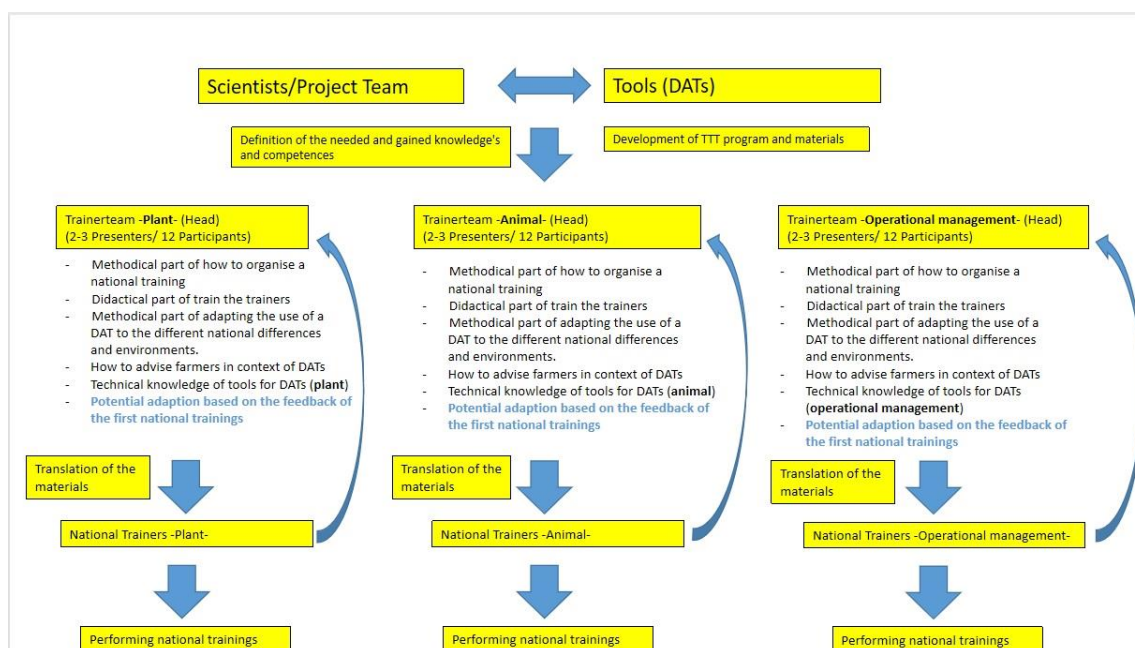 Scientists/Project Team
Tools (DATs)
Definition of the needed and gained knowledge's
and competences
Development of TTT program and materials
Trainerteam -Plant- (Head)
(2-3 Presenters/ 12 Participants)
- Methodical part of how to organise a
national training
- Didactical part of train the trainers
- Methodical part of adapting the use of a
DAT to the different national differences
and environments.
- How to advise farmers in context of DATs
- Technical knowledge of tools for DATs (plant)
- Potential adaption based on the feedback of
the first national trainings
Translation of the
materials
National Trainers -Plant-
Performing national trainings
Trainerteam -Animal- (Head)
(2-3 Presenters/ 12 Participants)
- Methodical part of how to organise a
national training
- Didactical part of train the trainers
- Methodical part of adapting the use of a
DAT to the different national differences
and environments.
- How to advise farmers in context of DATs
- Technical knowledge of tools for DATs (animal)
- Potential adaption based on the feedback of
the first national trainings
Translation of the
materials
National Trainers -Animal-
Performing national trainings
Trainerteam -Operational management- (Head)
(2-3 Presenters/ 12 Participants)
- Methodical part of how to organise a
national training
- Didactical part of train the trainers
- Methodical part of adapting the use of a
DAT to the different national differences
and environments.
- How to advise farmers in context of DATs
- Technical knowledge of tools for DATs
(operational management)
- Potential adaption based on the feedback of
the first national trainings
Translation of the
materials
National Trainers -Operational management-
Performing national trainings